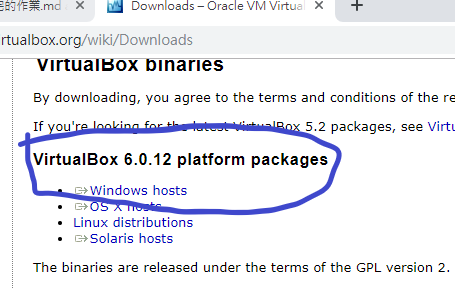 的作業.md
Downloads – Oracle VM Virtual
rtualbox.org/wiki/Downloads
VirtualBox binaries
By downloading, you agree to the terms and conditions of the re
If you're looking for the latest VirtualBox 5.2 packages, see Virtu
VirtualBox 6.0.12 platform packages
Windows hosts
OS X hosts
Linux distributions
Solaris hosts
The binaries are released under the terms of the GPL version 2.